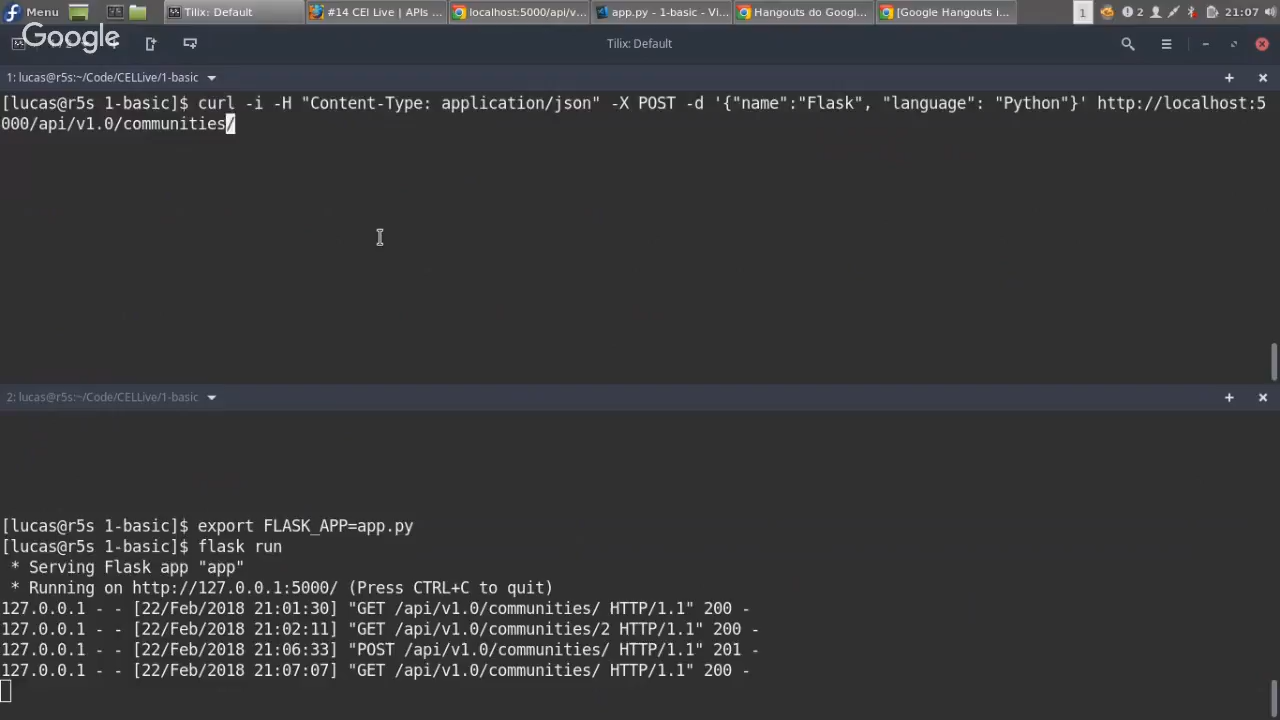 Menu
Tilix: Default
#14 CEI Live | APIs ...
localhost:5000/api/v...
app.py - 1-basic - Vi...
Hangouts do Googl...
[Google Hangouts i...
1
2
21:07
Google
Tilix: Default
1: lucas@r5s:~/Code/CELLive/1-basic
[lucas@r5s 1-basic]$ curl -i -H "Content-Type: application/json" -X POST -d '{"name":"Flask", "language": "Python"}' http://localhost:5
000/api/v1.0/communities/
2: lucas@r5s:~/Code/CELLive/1-basic
[lucas@r5s 1-basic]$ export FLASK_APP=app.py
[lucas@r5s 1-basic]$ flask run
* Serving Flask app "app"
* Running on http://127.0.0.1:5000/ (Press CTRL+C to quit)
127.0.0.1 - - [22/Feb/2018 21:01:30] "GET /api/v1.0/communities/ HTTP/1.1" 200 -
127.0.0.1 - - [22/Feb/2018 21:02:11] "GET /api/v1.0/communities/2 HTTP/1.1" 200 -
127.0.0.1 - - [22/Feb/2018 21:06:33] "POST /api/v1.0/communities/ HTTP/1.1" 201 -
127.0.0.1 - - [22/Feb/2018 21:07:07] "GET /api/v1.0/communities/ HTTP/1.1" 200 -